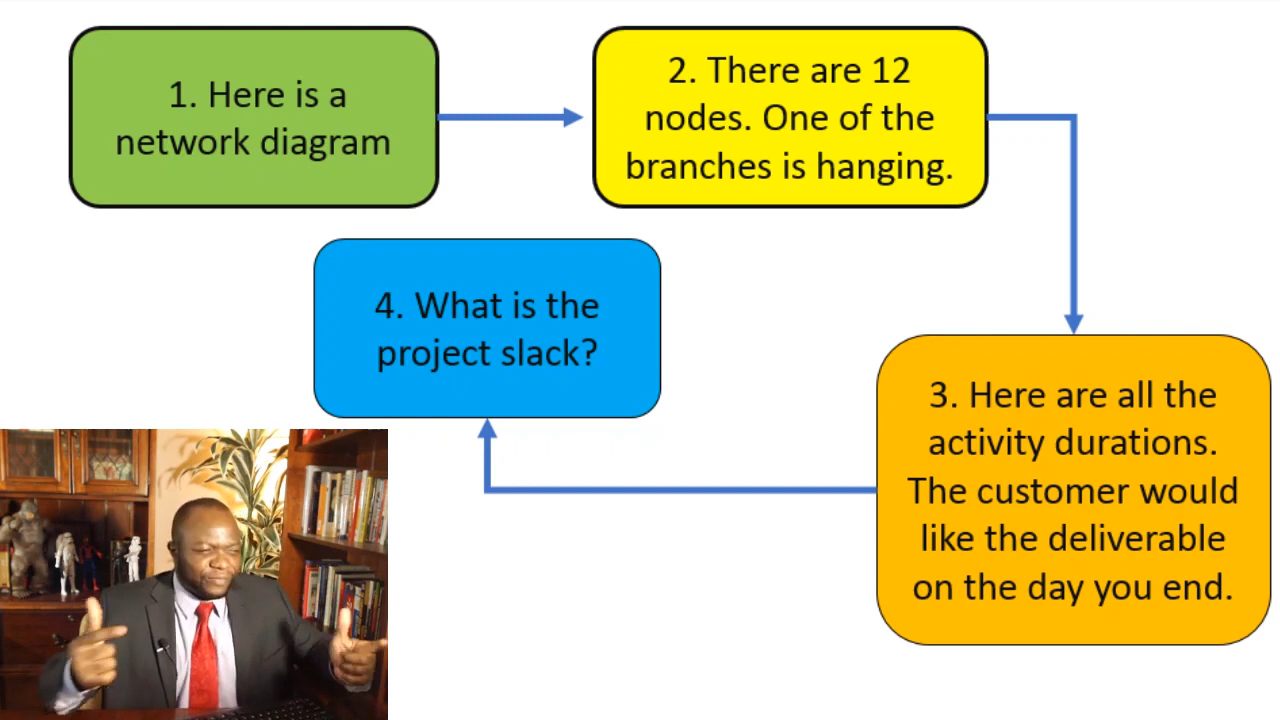 1. Here is a
network diagram
2. There are 12
nodes. One of the
branches is hanging.
3. Here are all the
activity durations.
The customer would
like the deliverable
on the day you end.
4. What is the
project slack?